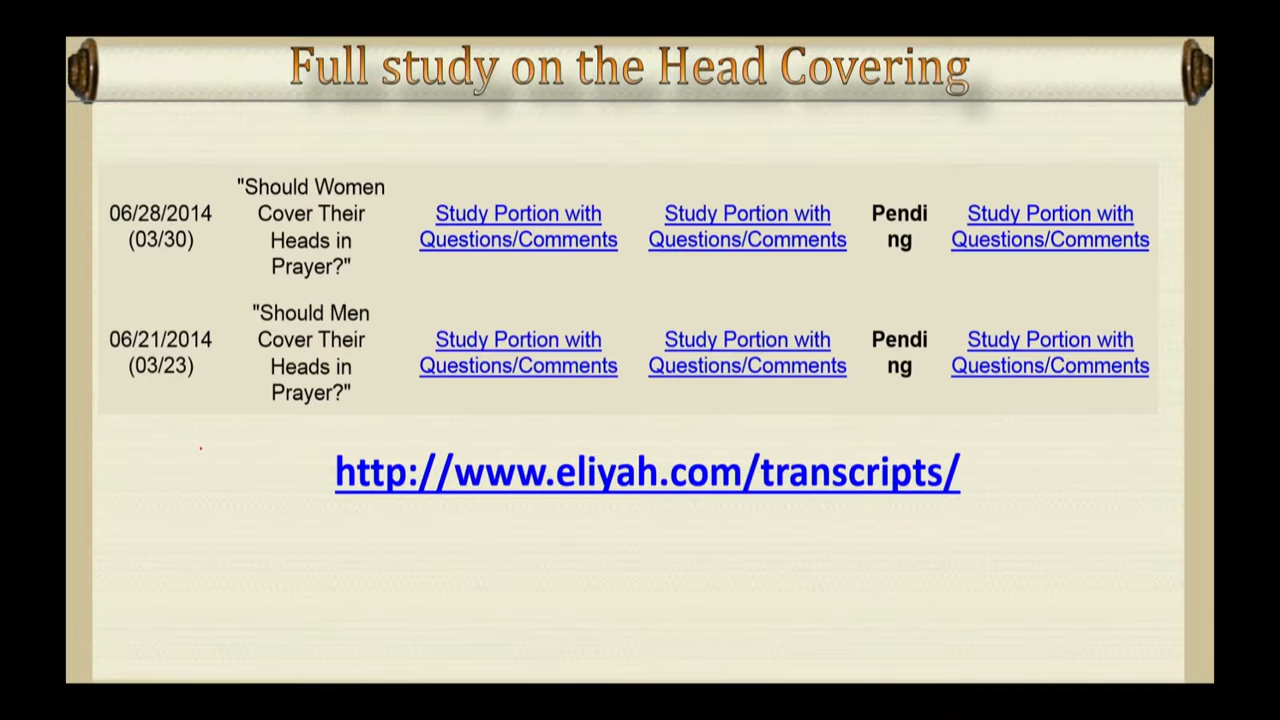 Full study on the Head Covering
06/28/2014
(03/30)
"Should Women
Cover Their
Heads in
Prayer?"
Study Portion with
Questions/Comments
Study Portion with
Questions/Comments
Pendi
ng
Study Portion with
Questions/Comments
06/21/2014
(03/23)
"Should Men
Cover Their
Heads in
Prayer?"
Study Portion with
Questions/Comments
Study Portion with
Questions/Comments
Pendi
ng
Study Portion with
Questions/Comments
http://www.eliyah.com/transcripts/